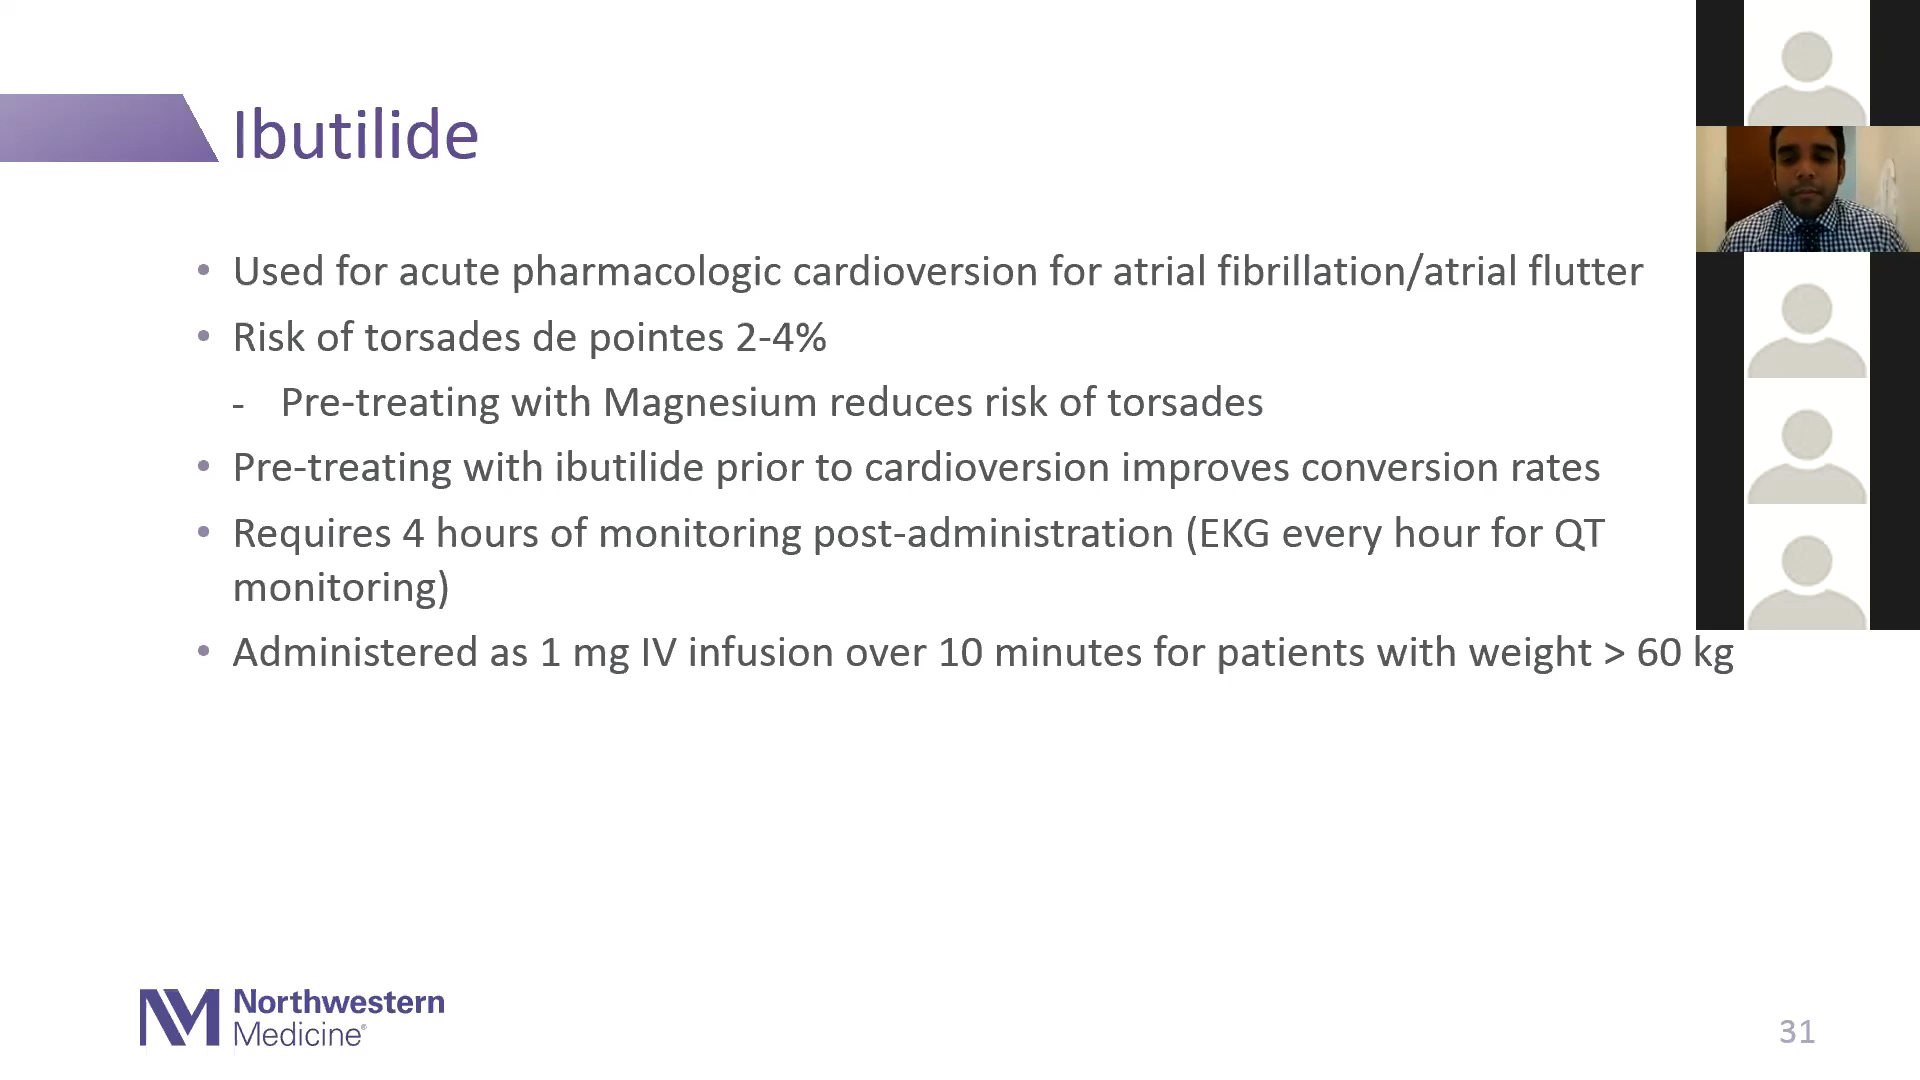 Ibutilide
• Used for acute pharmacologic cardioversion for atrial fibrillation/atrial flutter
• Risk of torsades de pointes 2-4%
- Pre-treating with Magnesium reduces risk of torsades
• Pre-treating with ibutilide prior to cardioversion improves conversion rates
• Requires 4 hours of monitoring post-administration (EKG every hour for QT
monitoring)
• Administered as 1 mg IV infusion over 10 minutes for patients with weight > 60 kg
NM Northwestern
Medicine®
31